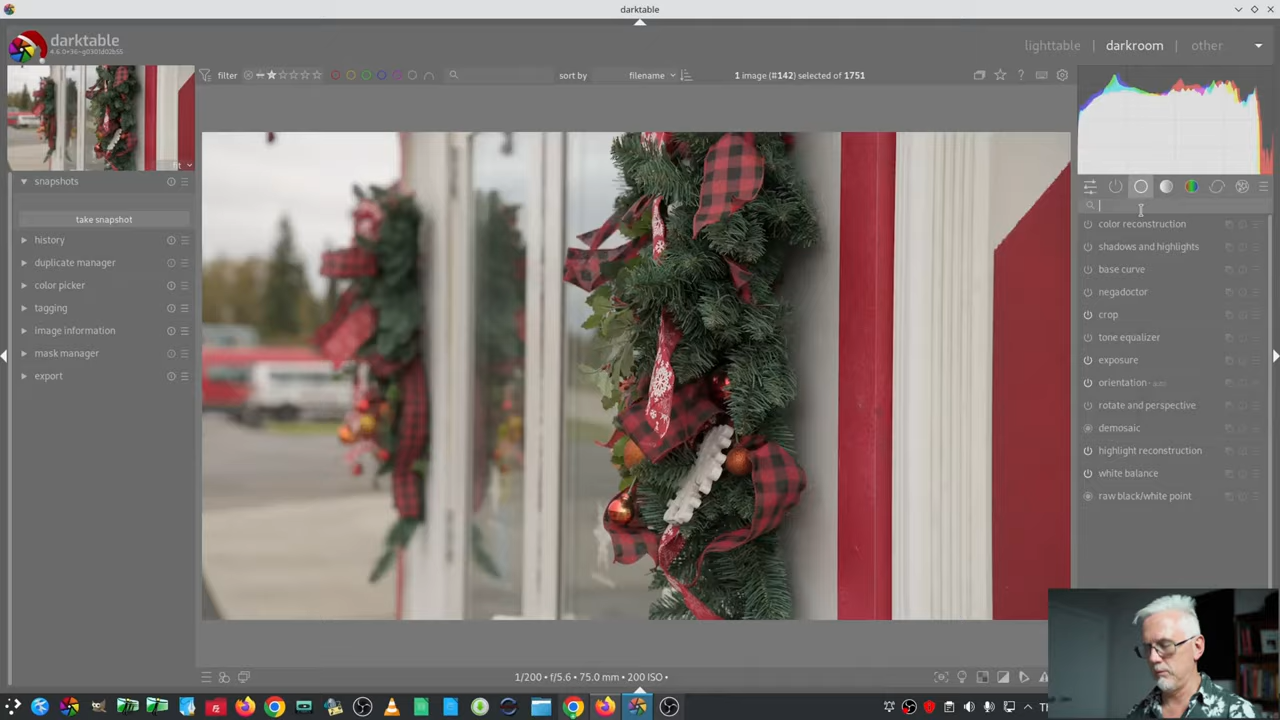 darktable
darktable
lighttable
darkroom
other
filter
sort by
filename
1 image (#142) selected of 1751
fit
snapshots
take snapshot
history
duplicate manager
color picker
tagging
image information
mask manager
export
color reconstruction
shadows and highlights
base curve
negadoctor
crop
tone equalizer
exposure
orientation
rotate and perspective
demosaic
highlight reconstruction
white balance
raw black/white point
1/200 • f/5.6 • 75.0 mm • 200 ISO •